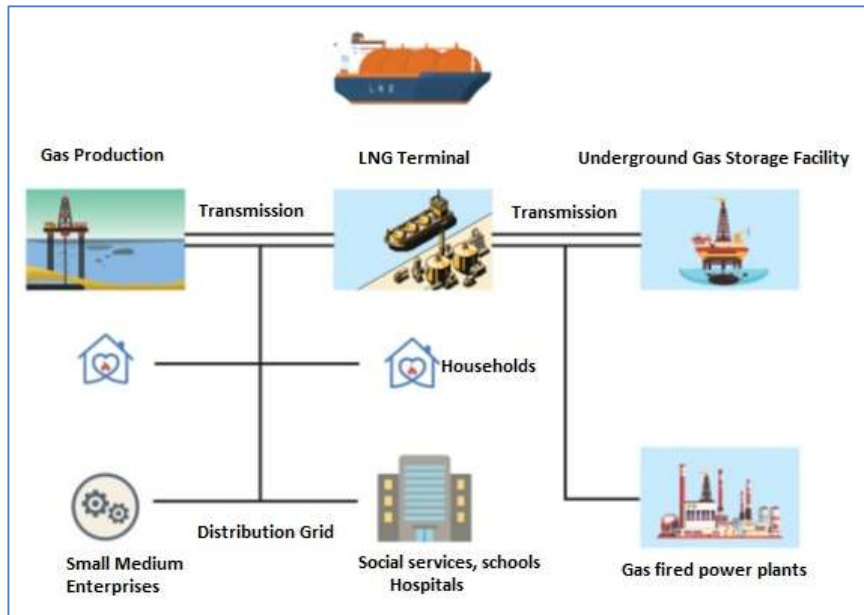 LNG
Gas Production
LNG Terminal
Underground Gas Storage Facility
Transmission
Transmission
Households
Distribution Grid
Small Medium
Enterprises
Social services, schools
Hospitals
Gas fired power plants